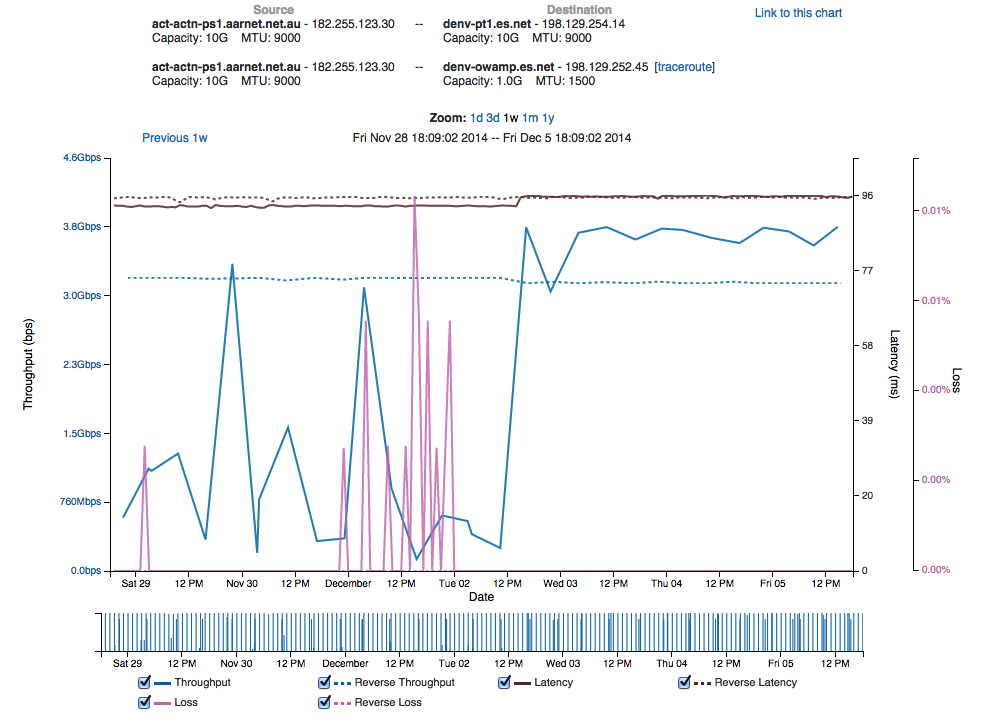 Source Destination Link to this chart
act-actn-ps1.aarnet.net.au - 182.255.123.30 -- denv-pt1.es.net - 198.129.254.14
Capacity: 10G MTU: 9000 Capacity: 10G MTU: 9000
act-actn-ps1.aarnet.net.au - 182.255.123.30 -- denv-owamp.es.net - 198.129.252.45 [traceroute]
Capacity: 10G MTU: 9000 Capacity: 1.0G MTU: 1500
Zoom: 1d 3d 1w 1m 1y
Previous 1w Fri Nov 28 18:09:02 2014 -- Fri Dec 5 18:09:02 2014
4.6Gbps
3.8Gbps
3.0Gbps
2.3Gbps
1.5Gbps
760Mbps
0.0bps
Throughput (bps)
96
77
58
39
20
0
Latency (ms)
0.01%
0.01%
0.00%
0.00%
0.00%
Loss
Sat 29 12 PM Nov 30 12 PM December 12 PM Tue 02 12 PM Wed 03 12 PM Thu 04 12 PM Fri 05 12 PM
Date
Sat 29 12 PM Nov 30 12 PM December 12 PM Tue 02 12 PM Wed 03 12 PM Thu 04 12 PM Fri 05 12 PM
Throughput Reverse Throughput Latency Reverse Latency
Loss Reverse Loss